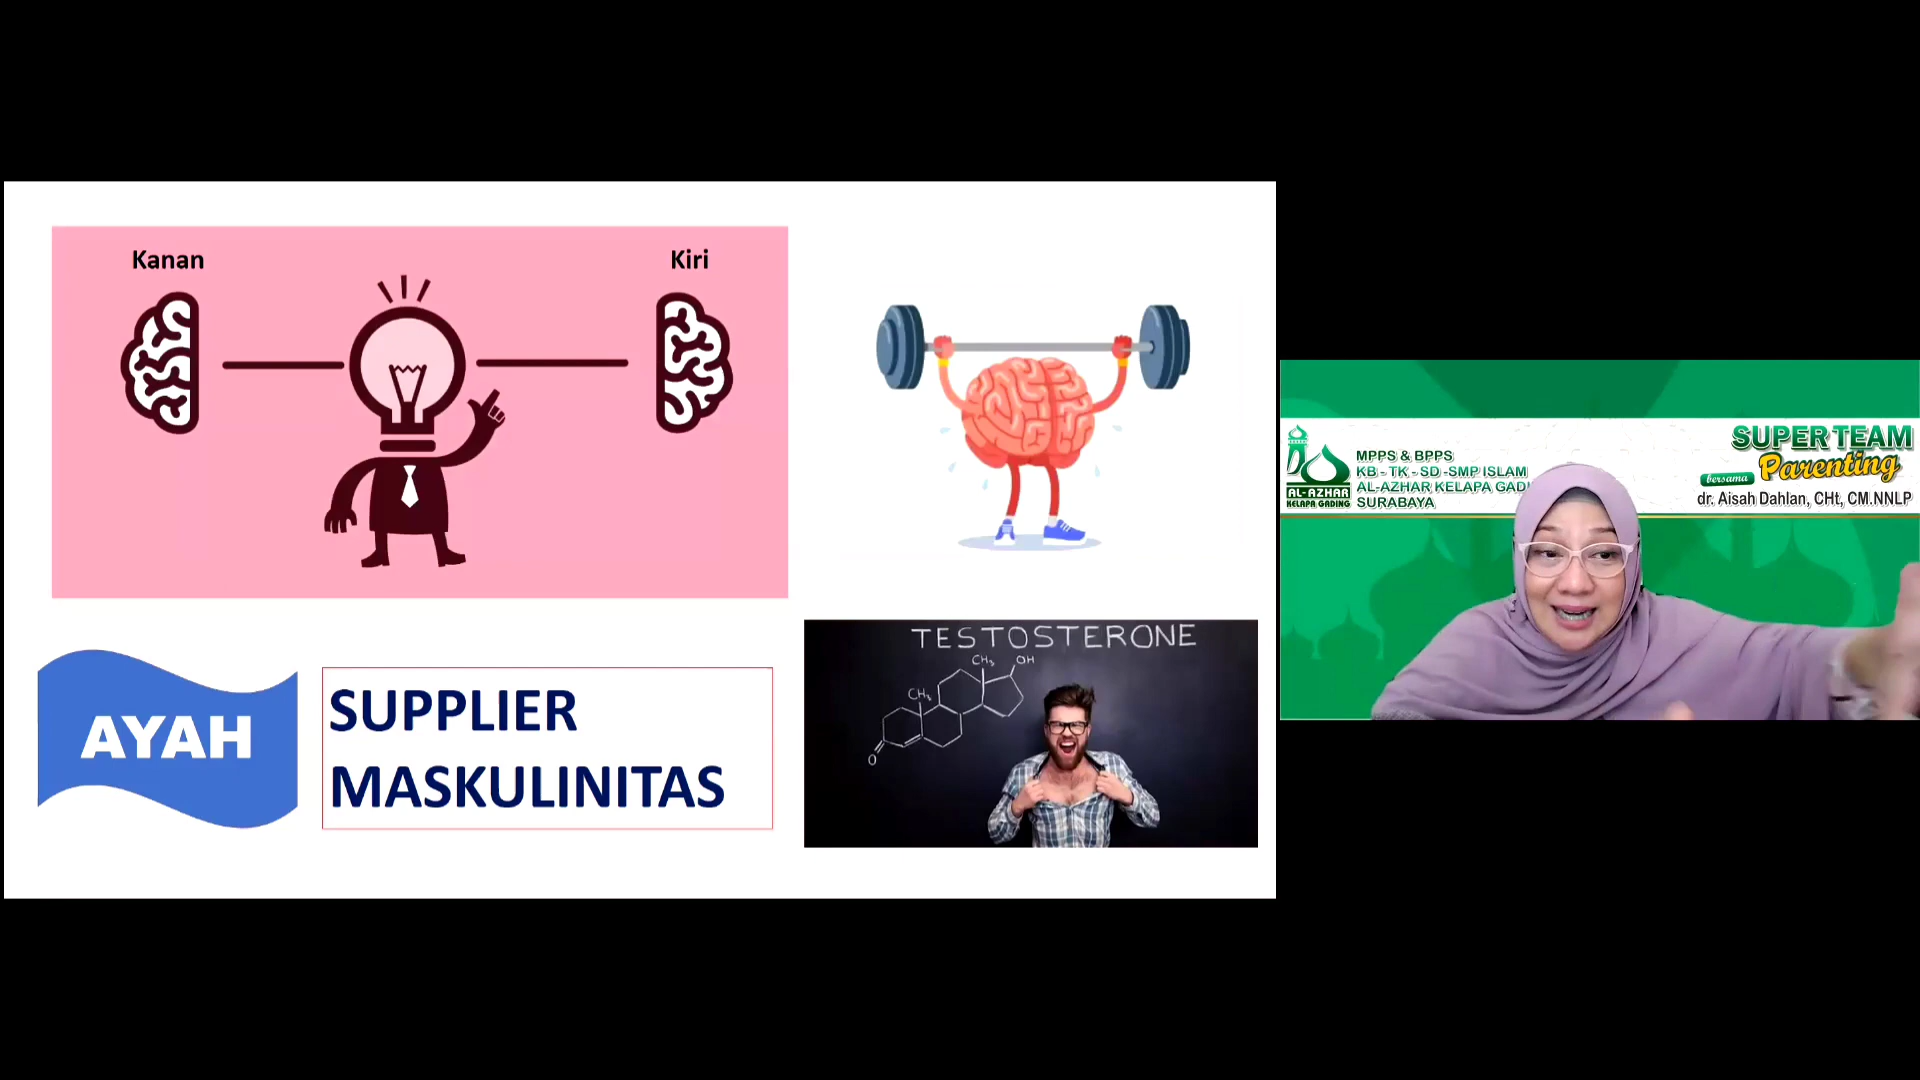 Kanan
Kiri
AYAH
SUPPLIER
MASKULINITAS
TESTOSTERONE
CH₃
OH
CH₃
O
AL-AZHAR
KELAPA GADING
MPPS & BPPS
KB - TK - SD -SMP ISLAM
AL-AZHAR KELAPA GADI
SURABAYA
SUPER TEAM
bersama Parenting
dr. Aisah Dahlan, CHt, CM.NNLP